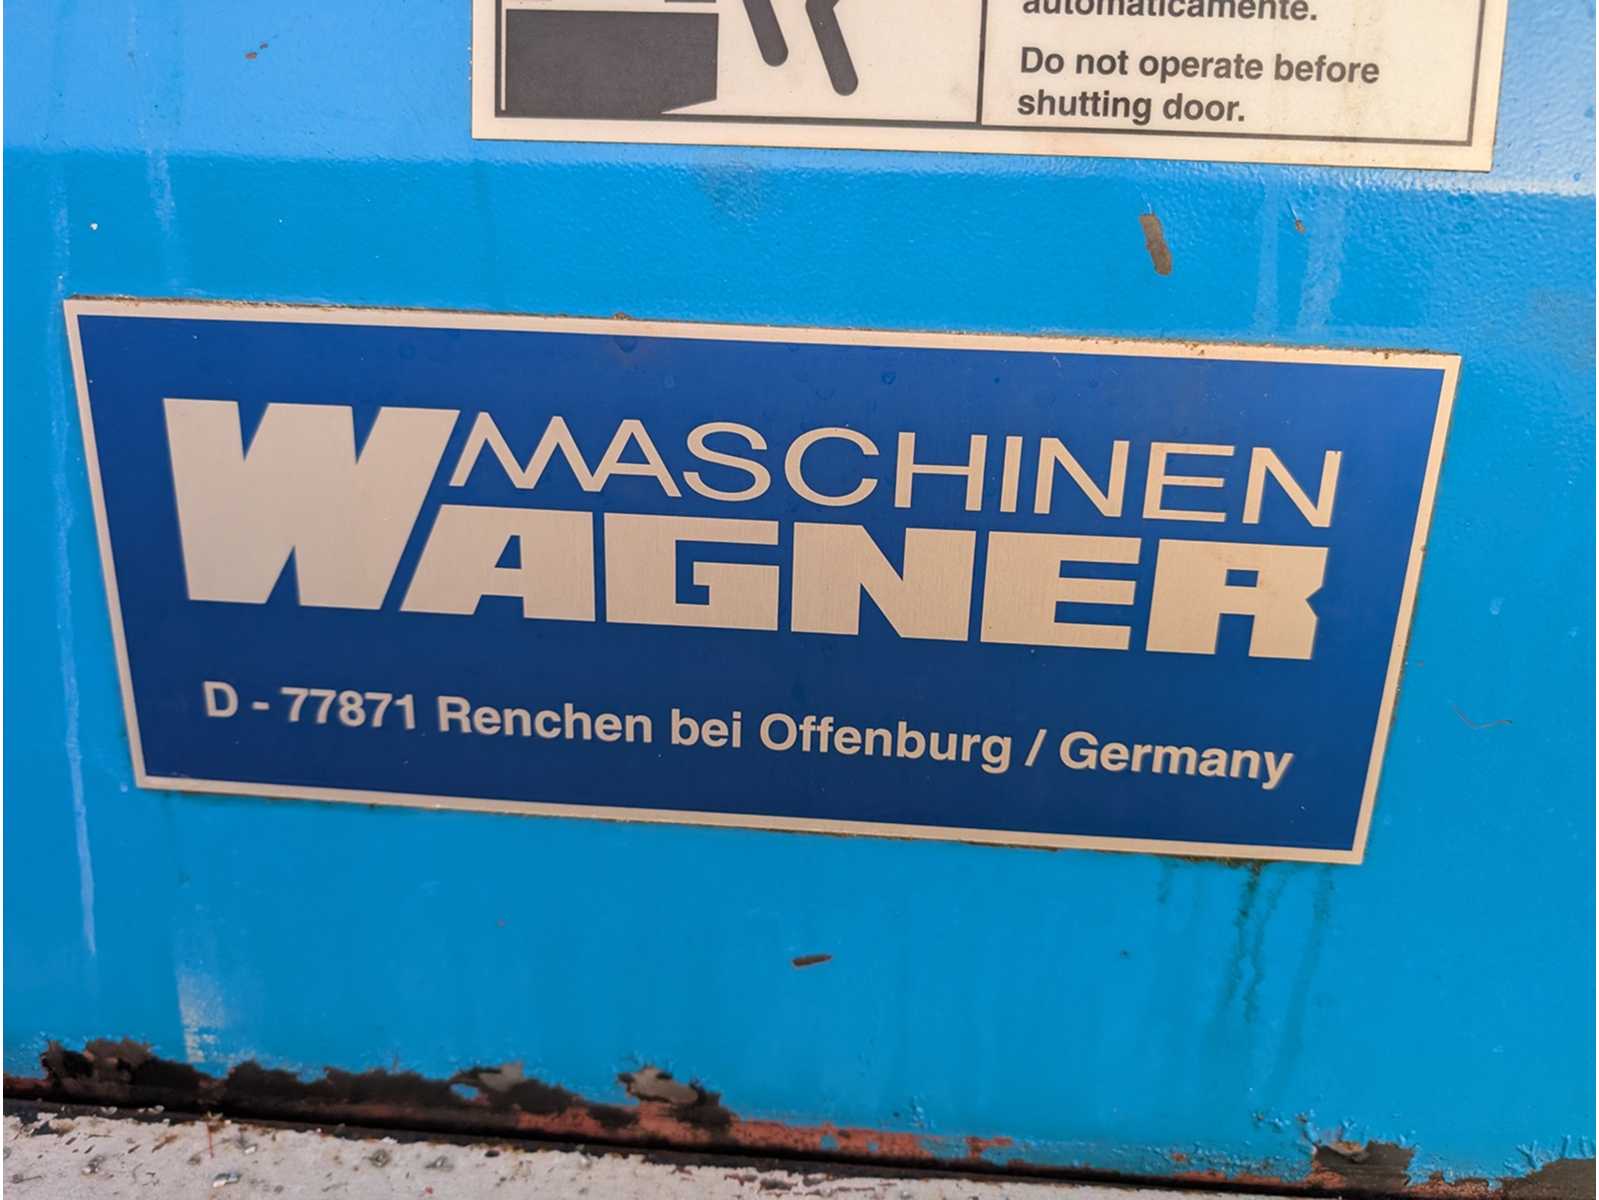 automaticamente.
Do not operate before
shutting door.
MASCHINEN
WAGNER
D - 77871 Renchen bei Offenburg / Germany